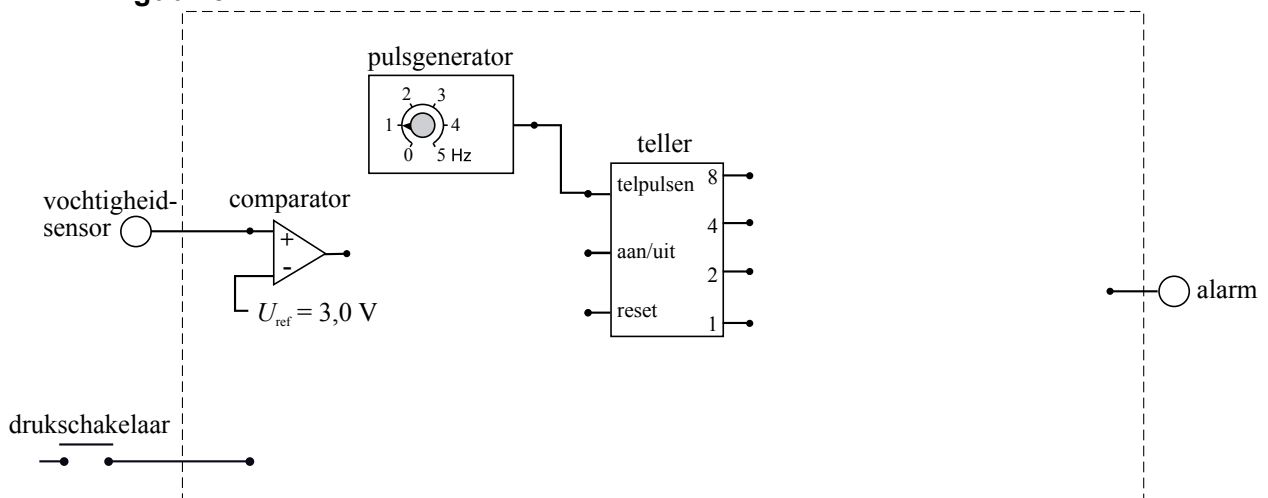 pulsgenerator
2 3
1 4
0 5 Hz
teller
telpulsen 8
4
aan/uit
2
reset
1
vochtigheid-
sensor
comparator
+
-
Uref = 3,0 V
alarm
drukschakelaar